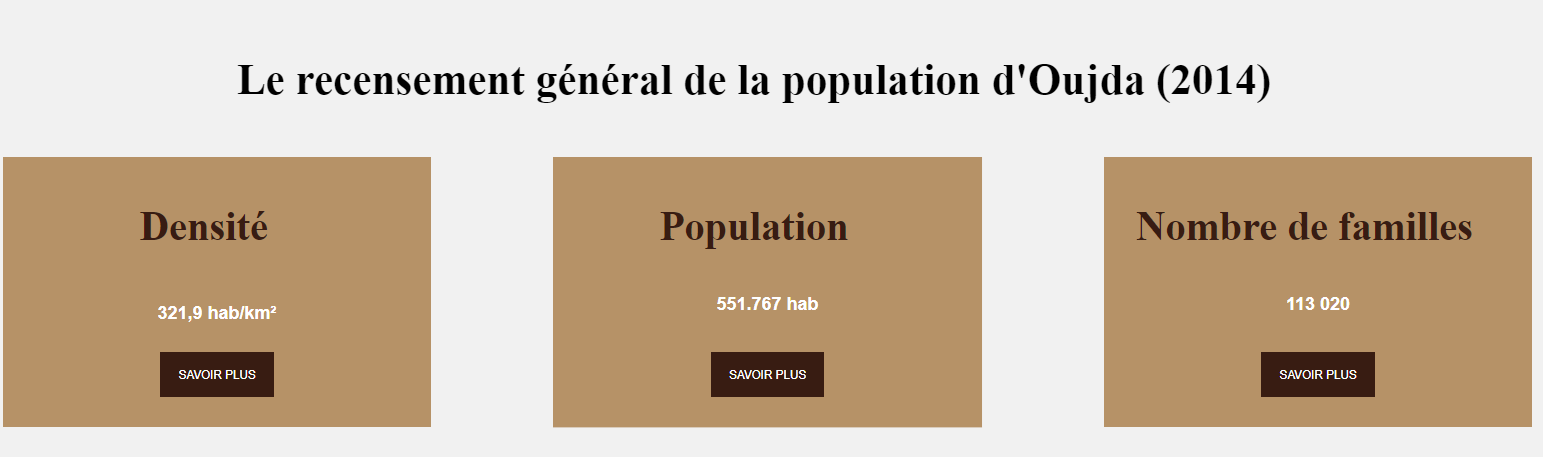 Le recensement général de la population d'Oujda (2014)
Densité
321,9 hab/km²
SAVOIR PLUS
Population
551.767 hab
SAVOIR PLUS
Nombre de familles
113 020
SAVOIR PLUS